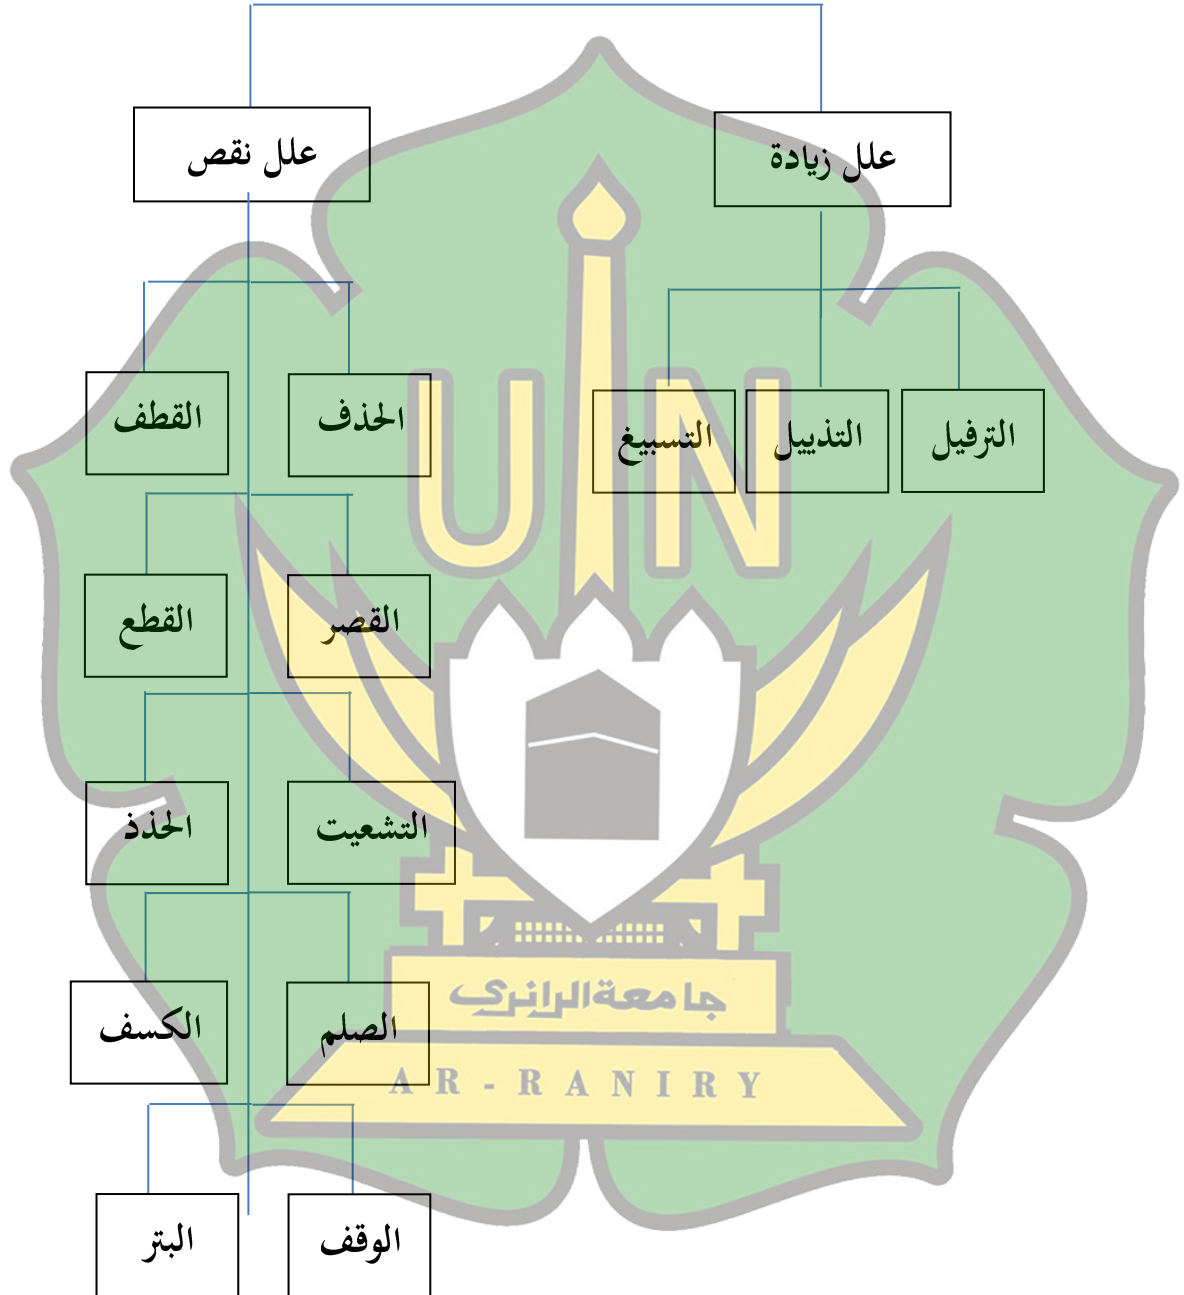 علل زيادة
علل نقص
الترفيل
التذييل
التسبيغ
الحذف
القطف
القصر
القطع
التشعيت
الحذذ
الصلم
الكسف
الوقف
البتر
UIN
جامعة الرانري
AR-RANIRY